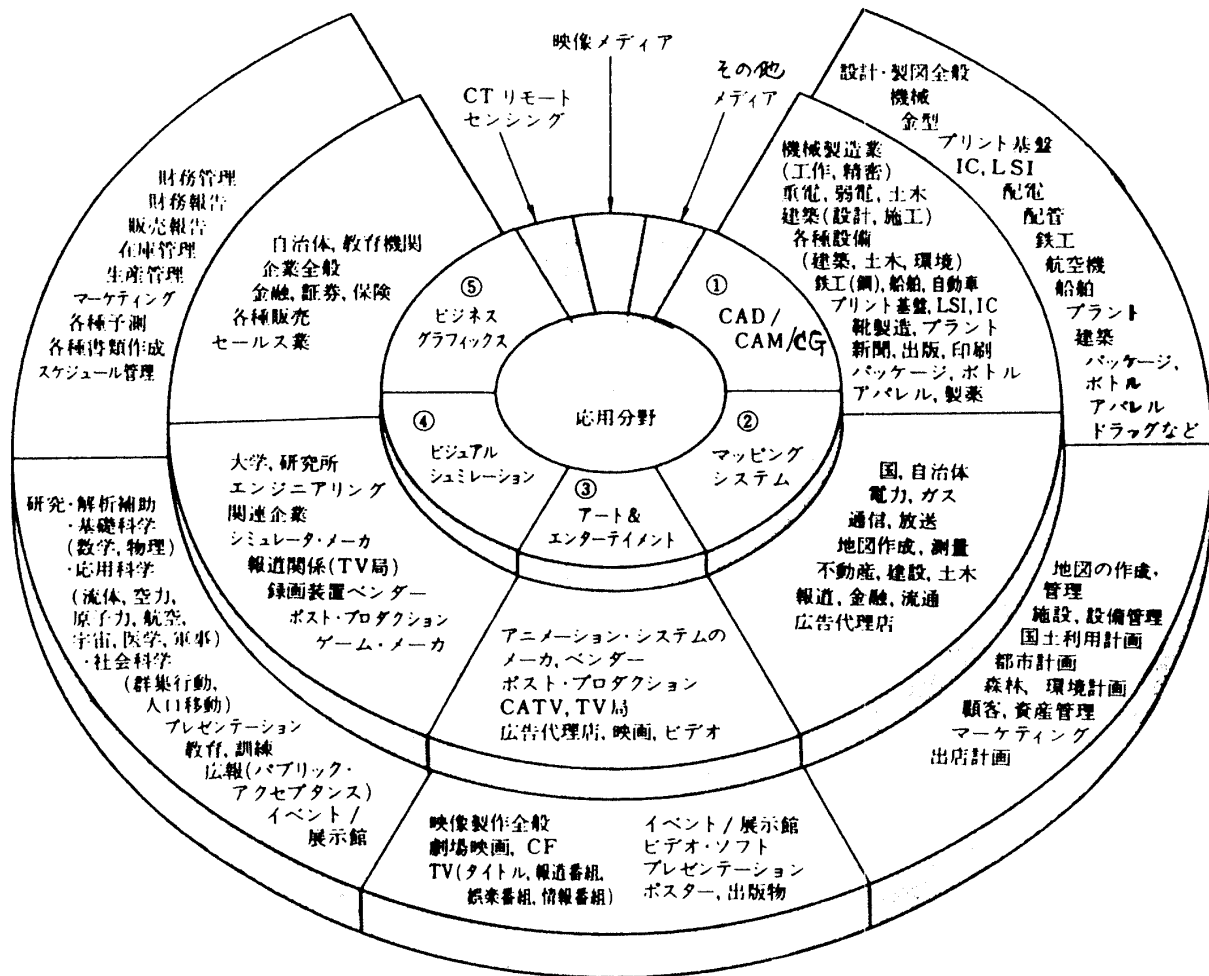 映像メディア
その他
メディア
CT リモート
センシング
応用分野
①
CAD/
CAM/CG
②
マッピング
システム
③
アート&
エンターテイメント
④
ビジュアル
シュミレーション
⑤
ビジネス
グラフィックス
機械製造業
(工作, 精密)
重電, 弱電, 土木
建築(設計, 施工)
各種設備
(建築, 土木, 環境)
鉄工(鋼), 船舶, 自動車
プリント基盤, LSI, IC
靴製造, プラント
新聞, 出版, 印刷
パッケージ, ボトル
アパレル, 製薬
設計・製図全般
機械
金型
プリント基盤
IC, LSI
配電
配管
鉄工
航空機
船舶
プラント
建築
パッケージ,
ボトル
アパレル
ドラッグなど
国, 自治体
電力, ガス
通信, 放送
地図作成, 測量
不動産, 建設, 土木
報道, 金融, 流通
広告代理店
地図の作成,
管理
施設, 設備管理
国土利用計画
都市計画
森林, 環境計画
顧客, 資産管理
マーケティング
出店計画
アニメーション・システムの
メーカ, ベンダー
ポスト・プロダクション
CATV, TV局
広告代理店, 映画, ビデオ
映像製作全般
劇場映画, CF
TV(タイトル, 報道番組,
娯楽番組, 情報番組)
イベント/展示館
ビデオ・ソフト
プレゼンテーション
ポスター, 出版物
大学, 研究所
エンジニアリング
関連企業
シミュレータ・メーカ
報道関係(TV局)
録画装置ベンダー
ポスト・プロダクション
ゲーム・メーカ
研究・解析補助
・基礎科学
(数学, 物理)
・応用科学
(流体, 空力,
原子力, 航空,
宇宙, 医学, 軍事)
・社会科学
(群集行動,
人口移動)
プレゼンテーション
教育, 訓練
広報(パブリック・
アクセプタンス)
イベント/
展示館
自治体, 教育機関
企業全般
金融, 証券, 保険
各種販売
セールス業
財務管理
財務報告
販売報告
在庫管理
生産管理
マーケティング
各種予測
各種書類作成
スケジュール管理